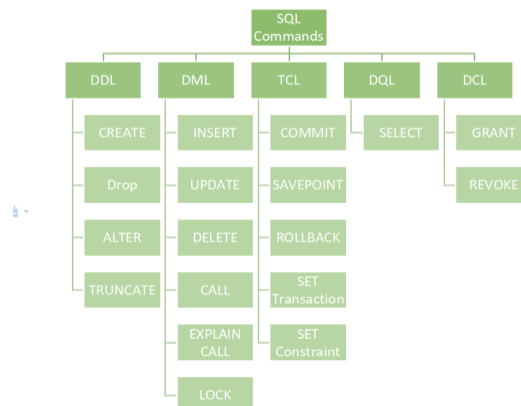 SQL
Commands
DDL
DML
TCL
DQL
DCL
CREATE
Drop
ALTER
TRUNCATE
INSERT
UPDATE
DELETE
CALL
EXPLAIN
CALL
LOCK
COMMIT
SAVEPOINT
ROLLBACK
SET
Transaction
SET
Constraint
SELECT
GRANT
REVOKE